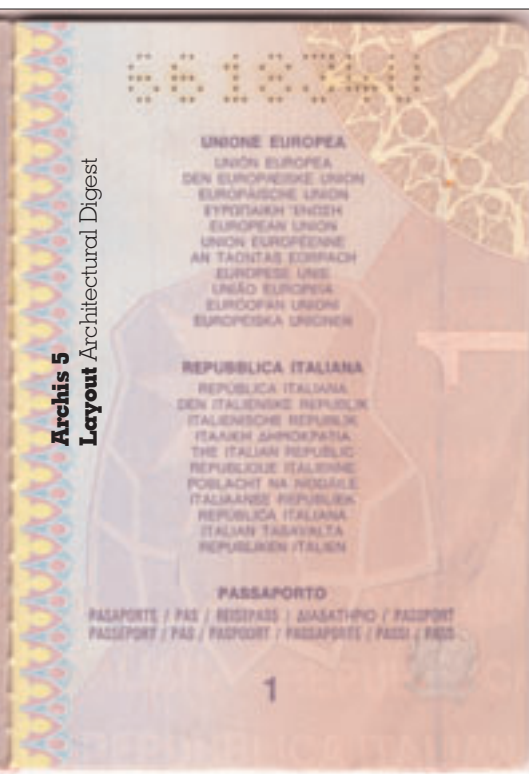 UNIONE EUROPEA
UNIÓN EUROPEA
DEN EUROPÆISKE UNION
EUROPÄISCHE UNION
ΕΥΡΩΠΑΪΚΗ ΈΝΩΣΗ
EUROPEAN UNION
UNION EUROPÉENNE
AN TAONTAS EORPACH
EUROPESE UNIE
UNIÃO EUROPEIA
EUROOPAN UNIONI
EUROPEISKA UNIONEN
REPUBBLICA ITALIANA
REPÚBLICA ITALIANA
DEN ITALIENSKE REPUBLIK
ITALIENISCHE REPUBLIK
ΙΤΑΛΙΚΗ ΔΗΜΟΚΡΑΤΙΑ
THE ITALIAN REPUBLIC
RÉPUBLIQUE ITALIENNE
POBLACHT NA HIODÁILE
ITALIAANSE REPUBLIEK
REPÚBLICA ITALIANA
ITALIAN TASAVALTA
REPUBLIKEN ITALIEN
PASSAPORTO
PASAPORTE / PAS / REISEPASS / ΔΙΑΒΑΤΗΡΙΟ / PASSPORT
PASSEPORT / PAS / PASPOORT / PASSAPORTE / PASSI / PASS
1
Archis 5
Layout Architectural Digest